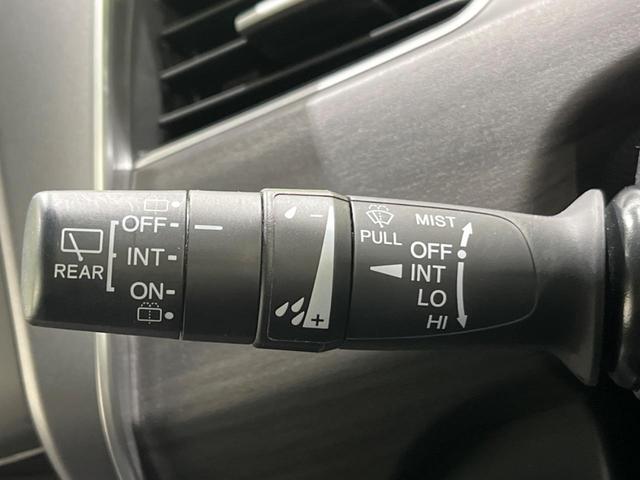 OFF
INT
ON
REAR
− 
+
PULL
MIST
OFF
INT
LO
HI